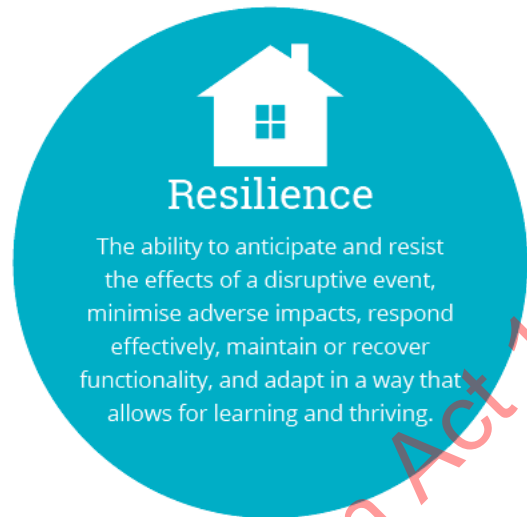 Resilience
The ability to anticipate and resist
the effects of a disruptive event,
minimise adverse impacts, respond
effectively, maintain or recover
functionality, and adapt in a way that
allows for learning and thriving.
Act